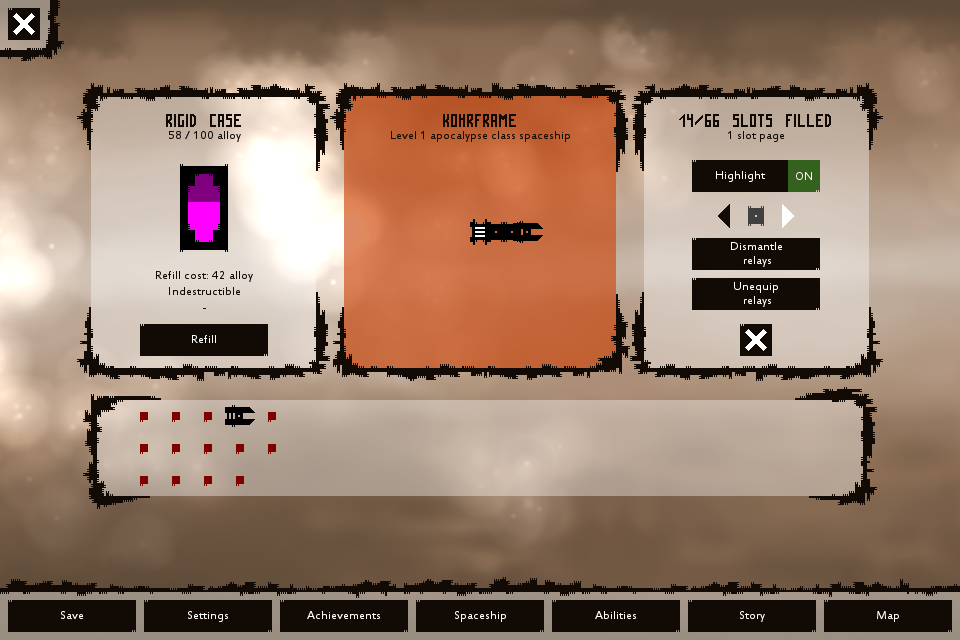 RIGID CASE
58 / 100 alloy
Refill cost: 42 alloy
Indestructible
-
Refill
KOHRFRAME
Level 1 apocalypse class spaceship
14/66 SLOTS FILLED
1 slot page
Highlight ON
Dismantle
relays
Unequip
relays
Save
Settings
Achievements
Spaceship
Abilities
Story
Map